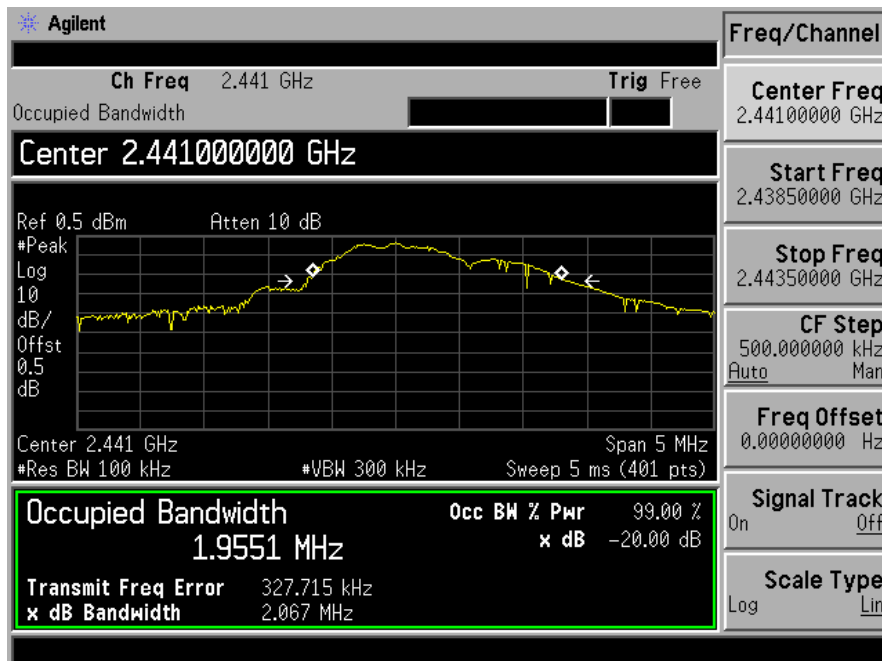 Agilent
Ch Freq 2.441 GHz Trig Free
Occupied Bandwidth
Center 2.441000000 GHz
Ref 0.5 dBm Atten 10 dB
#Peak
Log
10
dB/
Offst
0.5
dB
Center 2.441 GHz Span 5 MHz
#Res BW 100 kHz #VBW 300 kHz Sweep 5 ms (401 pts)
Occupied Bandwidth Occ BW % Pwr 99.00 %
1.9551 MHz x dB -20.00 dB
Transmit Freq Error 327.715 kHz
x dB Bandwidth 2.067 MHz
Freq/Channel
Center Freq
2.44100000 GHz
Start Freq
2.43850000 GHz
Stop Freq
2.44350000 GHz
CF Step
500.000000 kHz
Auto Man
Freq Offset
0.00000000 Hz
Signal Track
On Off
Scale Type
Log Lin